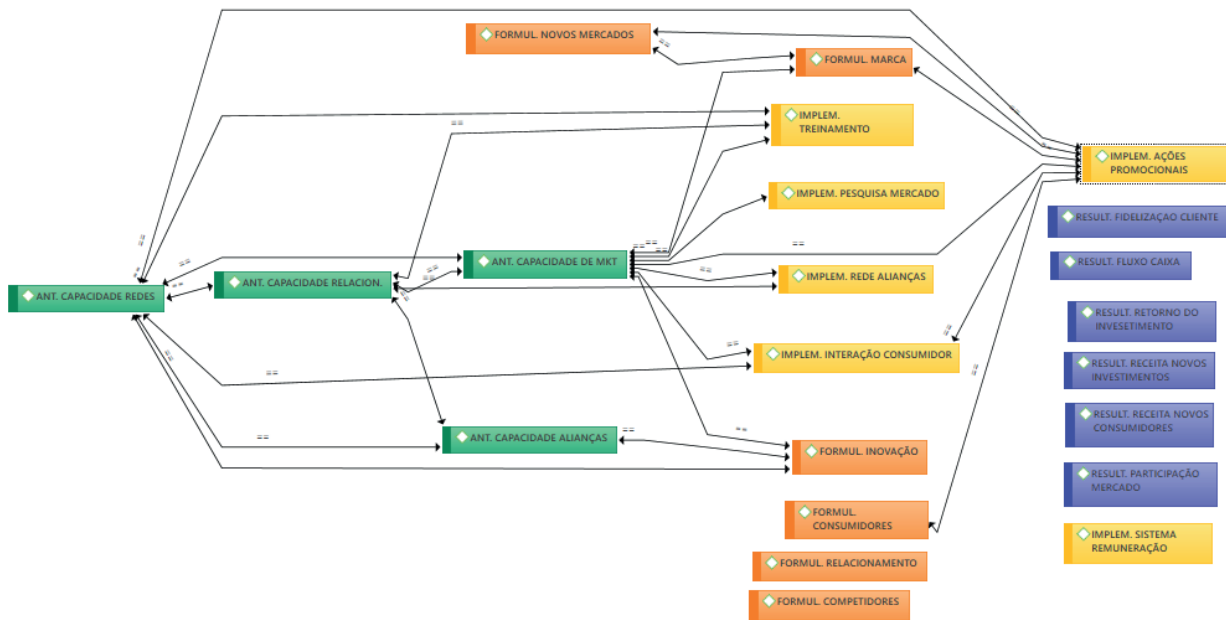 FORMUL. NOVOS MERCADOS
==
FORMUL. MARCA
IMPLEM.
TREINAMENTO
==
==
==
IMPLEM. AÇÕES
PROMOCIONAIS
IMPLEM. PESQUISA MERCADO
RESULT. FIDELIZAÇAO CLIENTE
==
==
==
==
==
ANT. CAPACIDADE DE MKT
RESULT. FLUXO CAIXA
==
==
==
==
==
==
IMPLEM. REDE ALIANÇAS
ANT. CAPACIDADE RELACION.
==
ANT. CAPACIDADE REDES
==
RESULT. RETORNO DO
INVESETIMENTO
==
==
==
IMPLEM. INTERAÇÃO CONSUMIDOR
RESULT. RECEITA NOVOS
INVESTIMENTOS
==
==
RESULT. RECEITA NOVOS
CONSUMIDORES
==
ANT. CAPACIDADE ALIANÇAS
==
==
FORMUL. INOVAÇÃO
RESULT. PARTICIPAÇÃO
MERCADO
FORMUL.
CONSUMIDORES
IMPLEM. SISTEMA
REMUNERAÇÃO
FORMUL. RELACIONAMENTO
FORMUL. COMPETIDORES